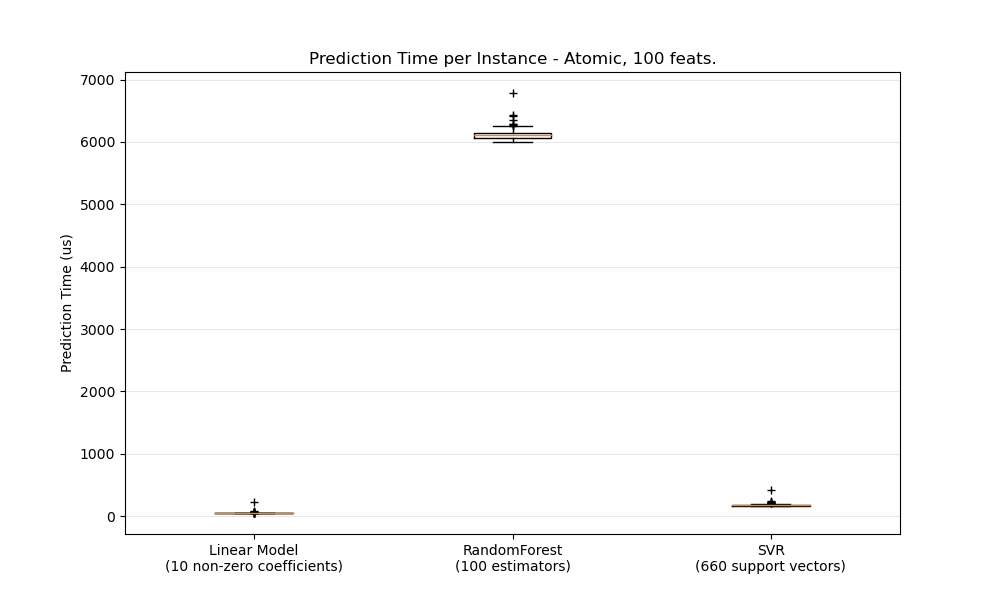 Prediction Time per Instance - Atomic, 100 feats.
Prediction Time (us)
7000
6000
5000
4000
3000
2000
1000
0
Linear Model
(10 non-zero coefficients)
RandomForest
(100 estimators)
SVR
(660 support vectors)